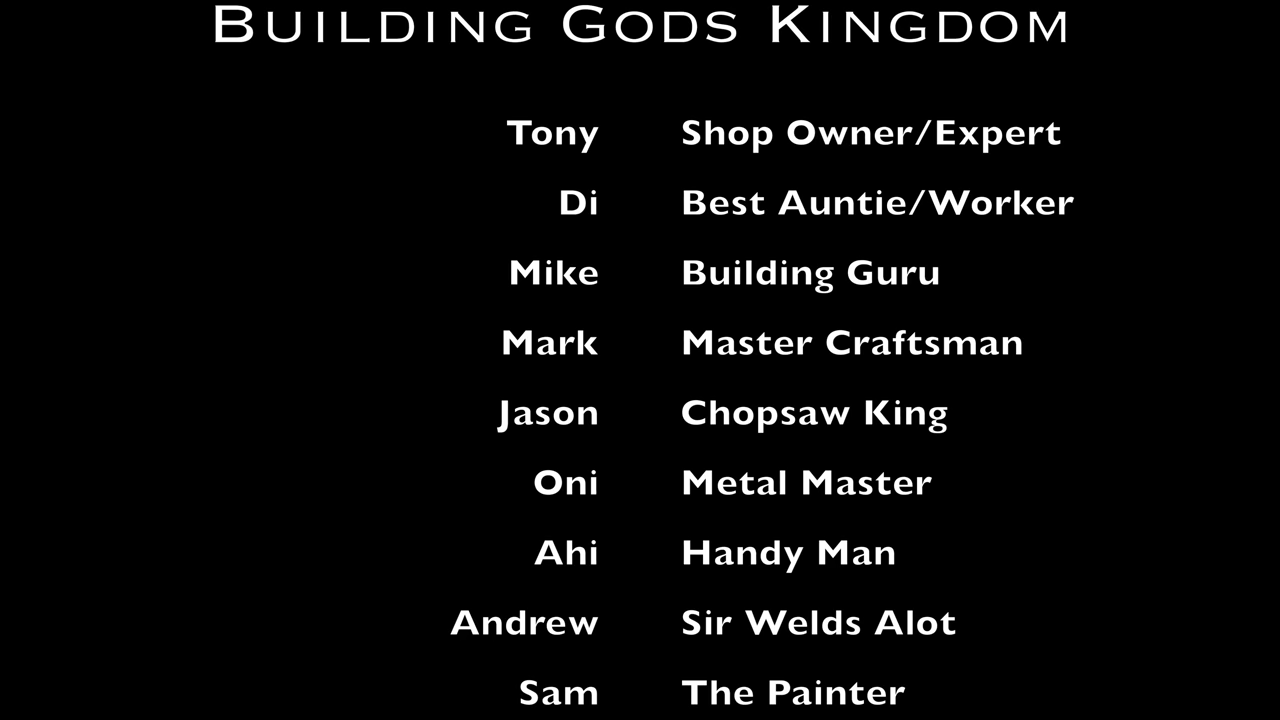 Building Gods Kingdom
Tony Shop Owner/Expert
Di Best Auntie/Worker
Mike Building Guru
Mark Master Craftsman
Jason Chopsaw King
Oni Metal Master
Ahi Handy Man
Andrew Sir Welds Alot
Sam The Painter